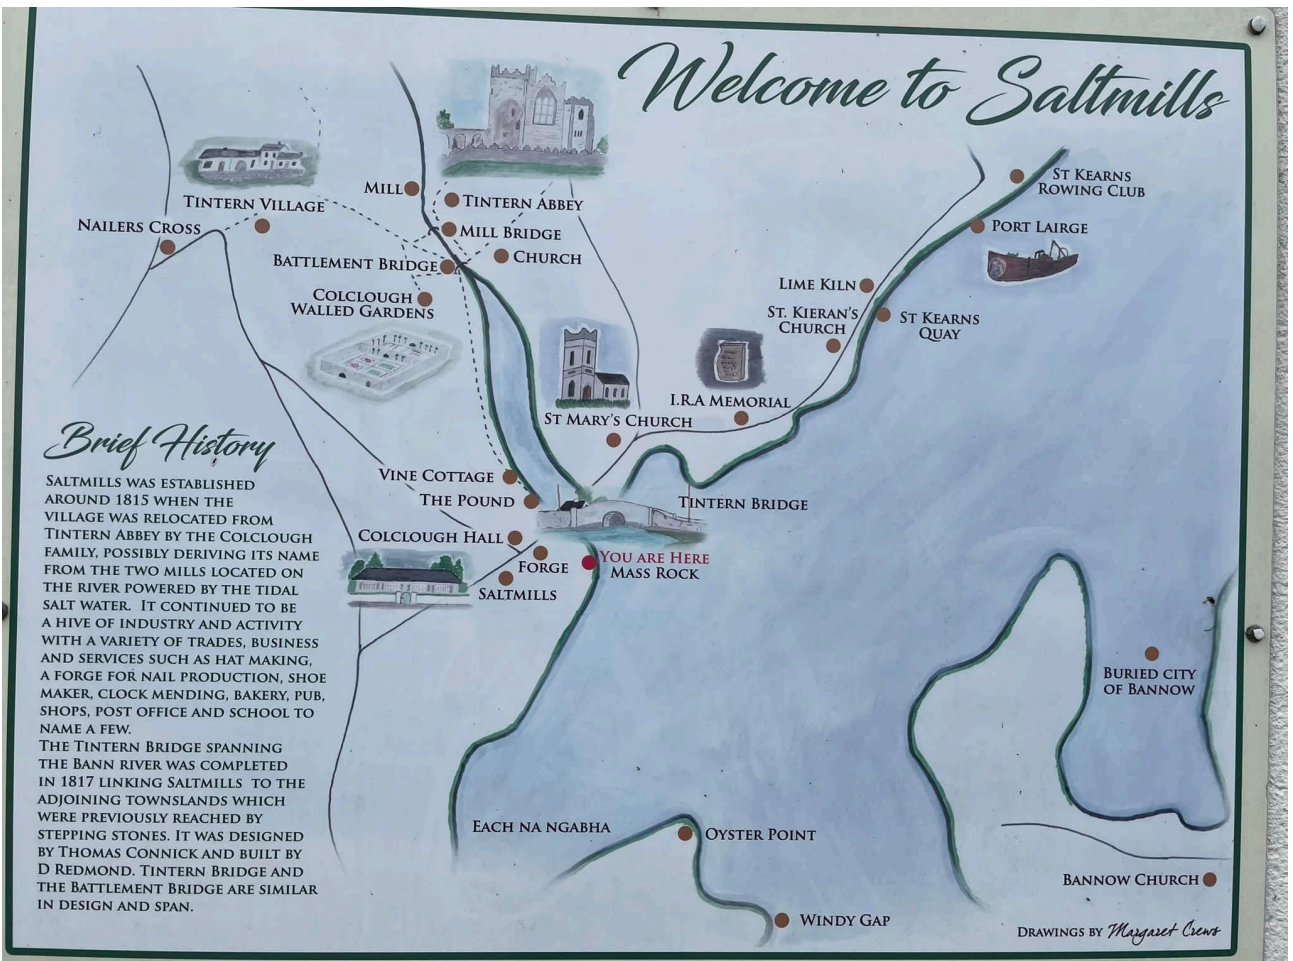 Welcome to Saltmills
St Kearns
Rowing Club
Mill
Tintern Abbey
Tintern Village
Nailers Cross
Mill Bridge
Port Lairge
Church
Battlement Bridge
Lime Kiln
Colclough
Walled Gardens
St. Kieran's
Church
St Kearns
Quay
I.R.A Memorial
St Mary's Church
Vine Cottage
The Pound
Tintern Bridge
Colclough Hall
Forge
You are Here
Mass Rock
Saltmills
Buried city
of Bannow
Each na nGabha
Oyster Point
Bannow Church
Windy Gap
Brief History
Saltmills was established
around 1815 when the
village was relocated from
Tintern Abbey by the Colclough
family, possibly deriving its name
from the two mills located on
the river powered by the tidal
salt water. It continued to be
a hive of industry and activity
with a variety of trades, business
and services such as hat making,
a forge for nail production, shoe
maker, clock mending, bakery, pub,
shops, post office and school to
name a few.
The Tintern Bridge spanning
the Bann river was completed
in 1817 linking Saltmills to the
adjoining townslands which
were previously reached by
stepping stones. It was designed
by Thomas Connick and built by
D Redmond. Tintern Bridge and
the Battlement Bridge are similar
in design and span.
Drawings by Margaret Crews